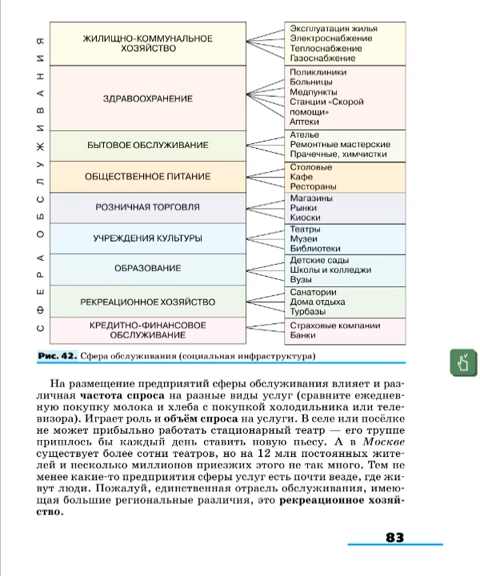 СФЕРА ОБСЛУЖИВАНИЯ
ЖИЛИЩНО-КОММУНАЛЬНОЕ
ХОЗЯЙСТВО
Эксплуатация жилья
Электроснабжение
Теплоснабжение
Газоснабжение
ЗДРАВООХРАНЕНИЕ
Поликлиники
Больницы
Медпункты
Станции «Скорой
помощи»
Аптеки
БЫТОВОЕ ОБСЛУЖИВАНИЕ
Ателье
Ремонтные мастерские
Прачечные, химчистки
ОБЩЕСТВЕННОЕ ПИТАНИЕ
Столовые
Кафе
Рестораны
РОЗНИЧНАЯ ТОРГОВЛЯ
Магазины
Рынки
Киоски
УЧРЕЖДЕНИЯ КУЛЬТУРЫ
Театры
Музеи
Библиотеки
ОБРАЗОВАНИЕ
Детские сады
Школы и колледжи
Вузы
РЕКРЕАЦИОННОЕ ХОЗЯЙСТВО
Санатории
Дома отдыха
Турбазы
КРЕДИТНО-ФИНАНСОВОЕ
ОБСЛУЖИВАНИЕ
Страховые компании
Банки
Рис. 42. Сфера обслуживания (социальная инфраструктура)
На размещение предприятий сферы обслуживания влияет и раз-
личная частота спроса на разные виды услуг (сравните ежеднев-
ную покупку молока и хлеба с покупкой холодильника или теле-
визора). Играет роль и объём спроса на услуги. В селе или посёлке
не может прибыльно работать стационарный театр — его труппе
пришлось бы каждый день ставить новую пьесу. А в Москве
существует более сотни театров, но на 12 млн постоянных жите-
лей и несколько миллионов приезжих этого не так много. Тем не
менее какие-то предприятия сферы услуг есть почти везде, где жи-
вут люди. Пожалуй, единственная отрасль обслуживания, имею-
щая большие региональные различия, это рекреационное хозяй-
ство.
83